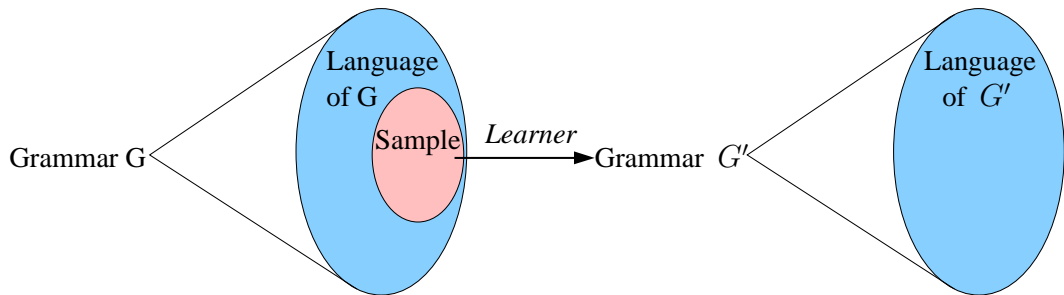 Language
of G
Sample
Grammar G
Learner
Grammar G′
Language
of G′